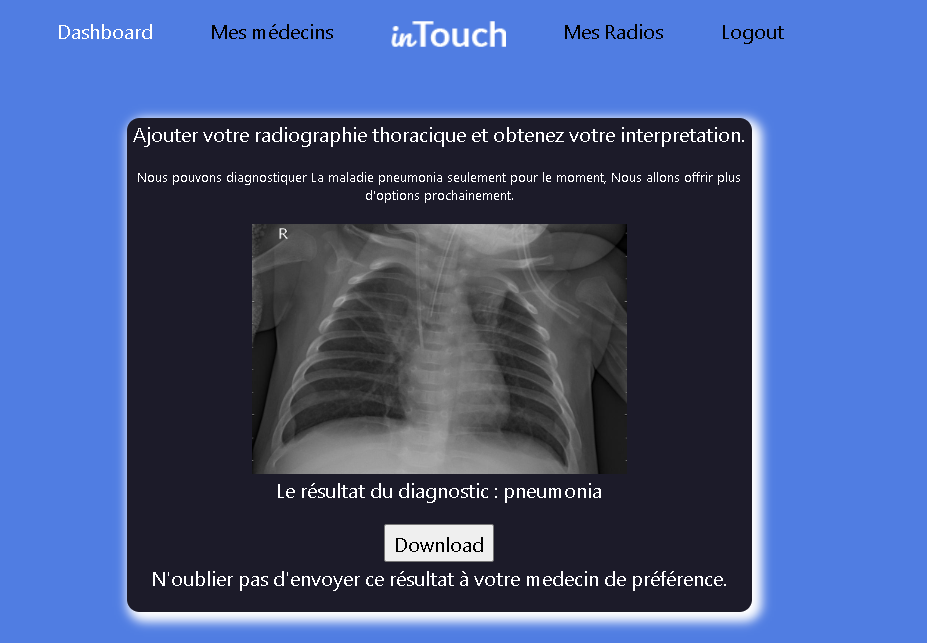 Dashboard Mes médecins inTouch Mes Radios Logout
Ajouter votre radiographie thoracique et obtenez votre interpretation.
Nous pouvons diagnostiquer La maladie pneumonia seulement pour le moment, Nous allons offrir plus
d'options prochainement.
R
Le résultat du diagnostic : pneumonia
Download
N'oublier pas d'envoyer ce résultat à votre medecin de préférence.